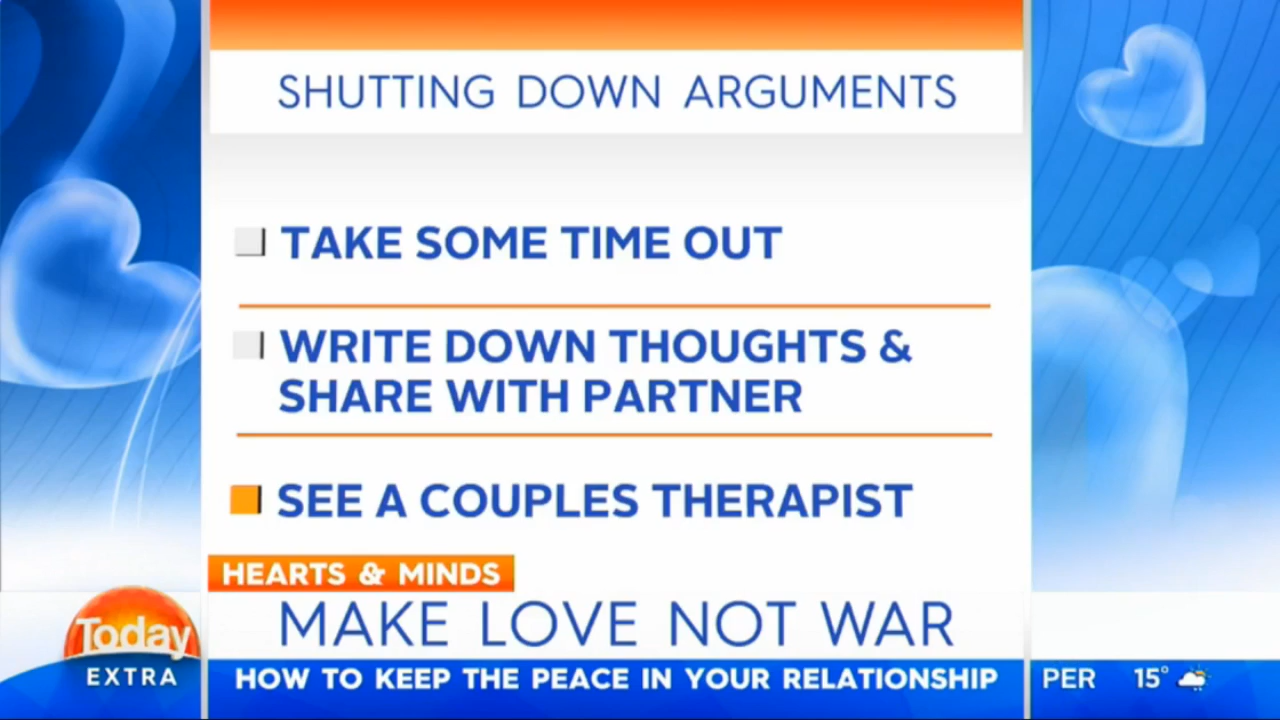 SHUTTING DOWN ARGUMENTS
TAKE SOME TIME OUT
WRITE DOWN THOUGHTS &
SHARE WITH PARTNER
SEE A COUPLES THERAPIST
HEARTS & MINDS
MAKE LOVE NOT WAR
Today
EXTRA
HOW TO KEEP THE PEACE IN YOUR RELATIONSHIP
PER 15°